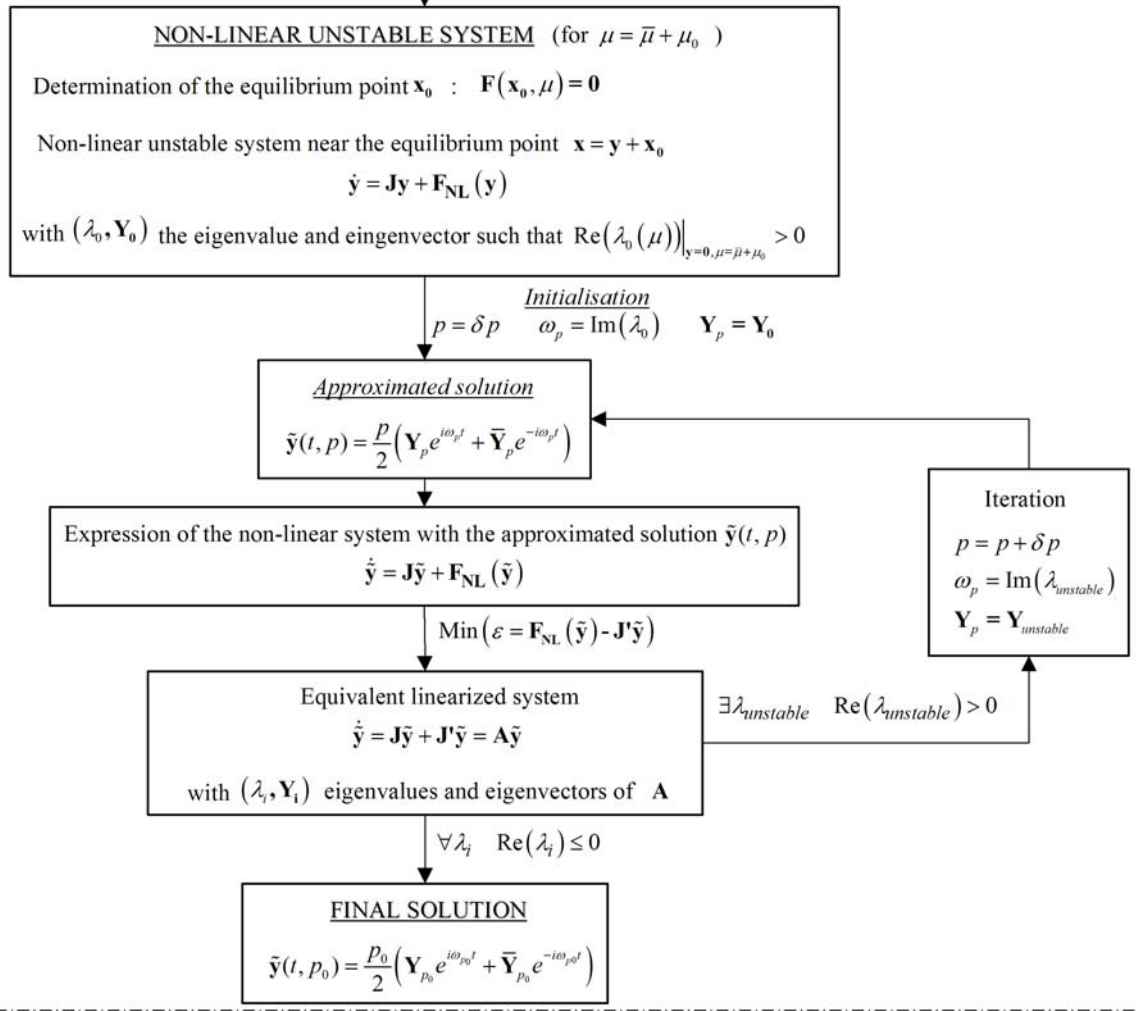 NON-LINEAR UNSTABLE SYSTEM (for μ = μ̄ + μ₀ )
Determination of the equilibrium point x₀ : F(x₀, μ) = 0
Non-linear unstable system near the equilibrium point x = y + x₀
ẏ = Jy + F_NL (y)
with (λ₀, Y₀) the eigenvalue and eingenvector such that Re(λ₀(μ))|_{y=0, μ=μ̄+μ₀} > 0
Initialisation
p = δp ω_p = Im(λ₀) Y_p = Y₀
Approximated solution
ỹ(t, p) = p/2 (Y_p e^{iω_p t} + Ȳ_p e^{-iω_p t})
Expression of the non-linear system with the approximated solution ỹ(t, p)
ỹ̇ = Jỹ + F_NL (ỹ)
Min(ε = F_NL (ỹ) - J'ỹ)
Equivalent linearized system
ỹ̇ = Jỹ + J'ỹ = Aỹ
with (λ_i, Y_i) eigenvalues and eigenvectors of A
∃λ_unstable Re(λ_unstable) > 0
Iteration
p = p + δp
ω_p = Im(λ_unstable)
Y_p = Y_unstable
∀λ_i Re(λ_i) ≤ 0
FINAL SOLUTION
ỹ(t, p₀) = p₀/2 (Y_{p₀} e^{iω_{p₀} t} + Ȳ_{p₀} e^{-iω_{p₀} t})